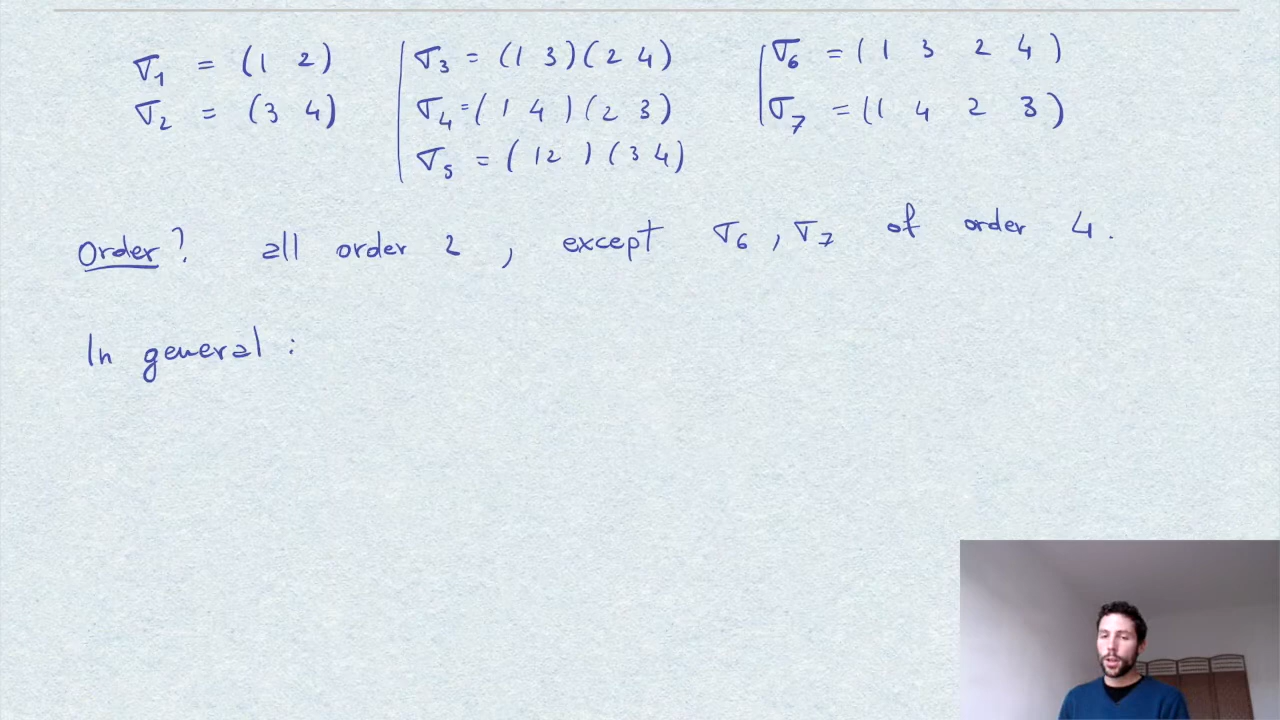 σ₁ = (1 2)
σ₂ = (3 4)
σ₃ = (1 3)(2 4)
σ₄ = (1 4)(2 3)
σ₅ = (12)(3 4)
σ₆ = (1 3 2 4)
σ₇ = (1 4 2 3)
Order? all order 2, except σ₆, σ₇ of order 4.
In general: